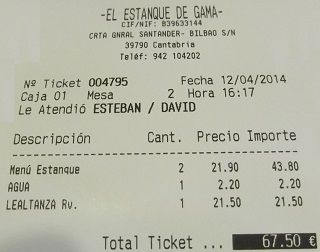 -EL ESTANQUE DE GAMA-
CIF/NIF: B39633144
CRTA GNRAL SANTANDER- BILBAO S/N
39790 Cantabria
Teléf: 942 104202
Nº Ticket 004795 Fecha 12/04/2014
Caja 01 Mesa 2 Hora 16:17
Le Atendió ESTEBAN / DAVID
Descripción Cant. Precio Importe
Menú Estanque 2 21.90 43.80
AGUA 1 2.20 2.20
LEALTANZA Rv. 1 21.50 21.50
Total Ticket ... 67.50 €